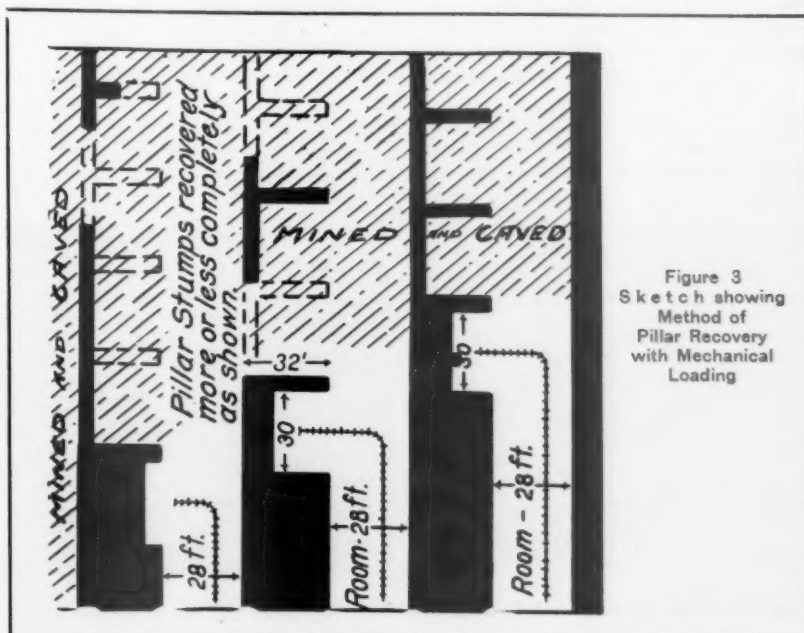 MINED AND CAVED
Pillar Stumps recovered
more or less completely
as shown.
MINED AND CAVED
32'
30
30
28 ft.
Room-28 ft.
Room - 28 ft.
Figure 3
Sketch showing
Method of
Pillar Recovery
with Mechanical
Loading